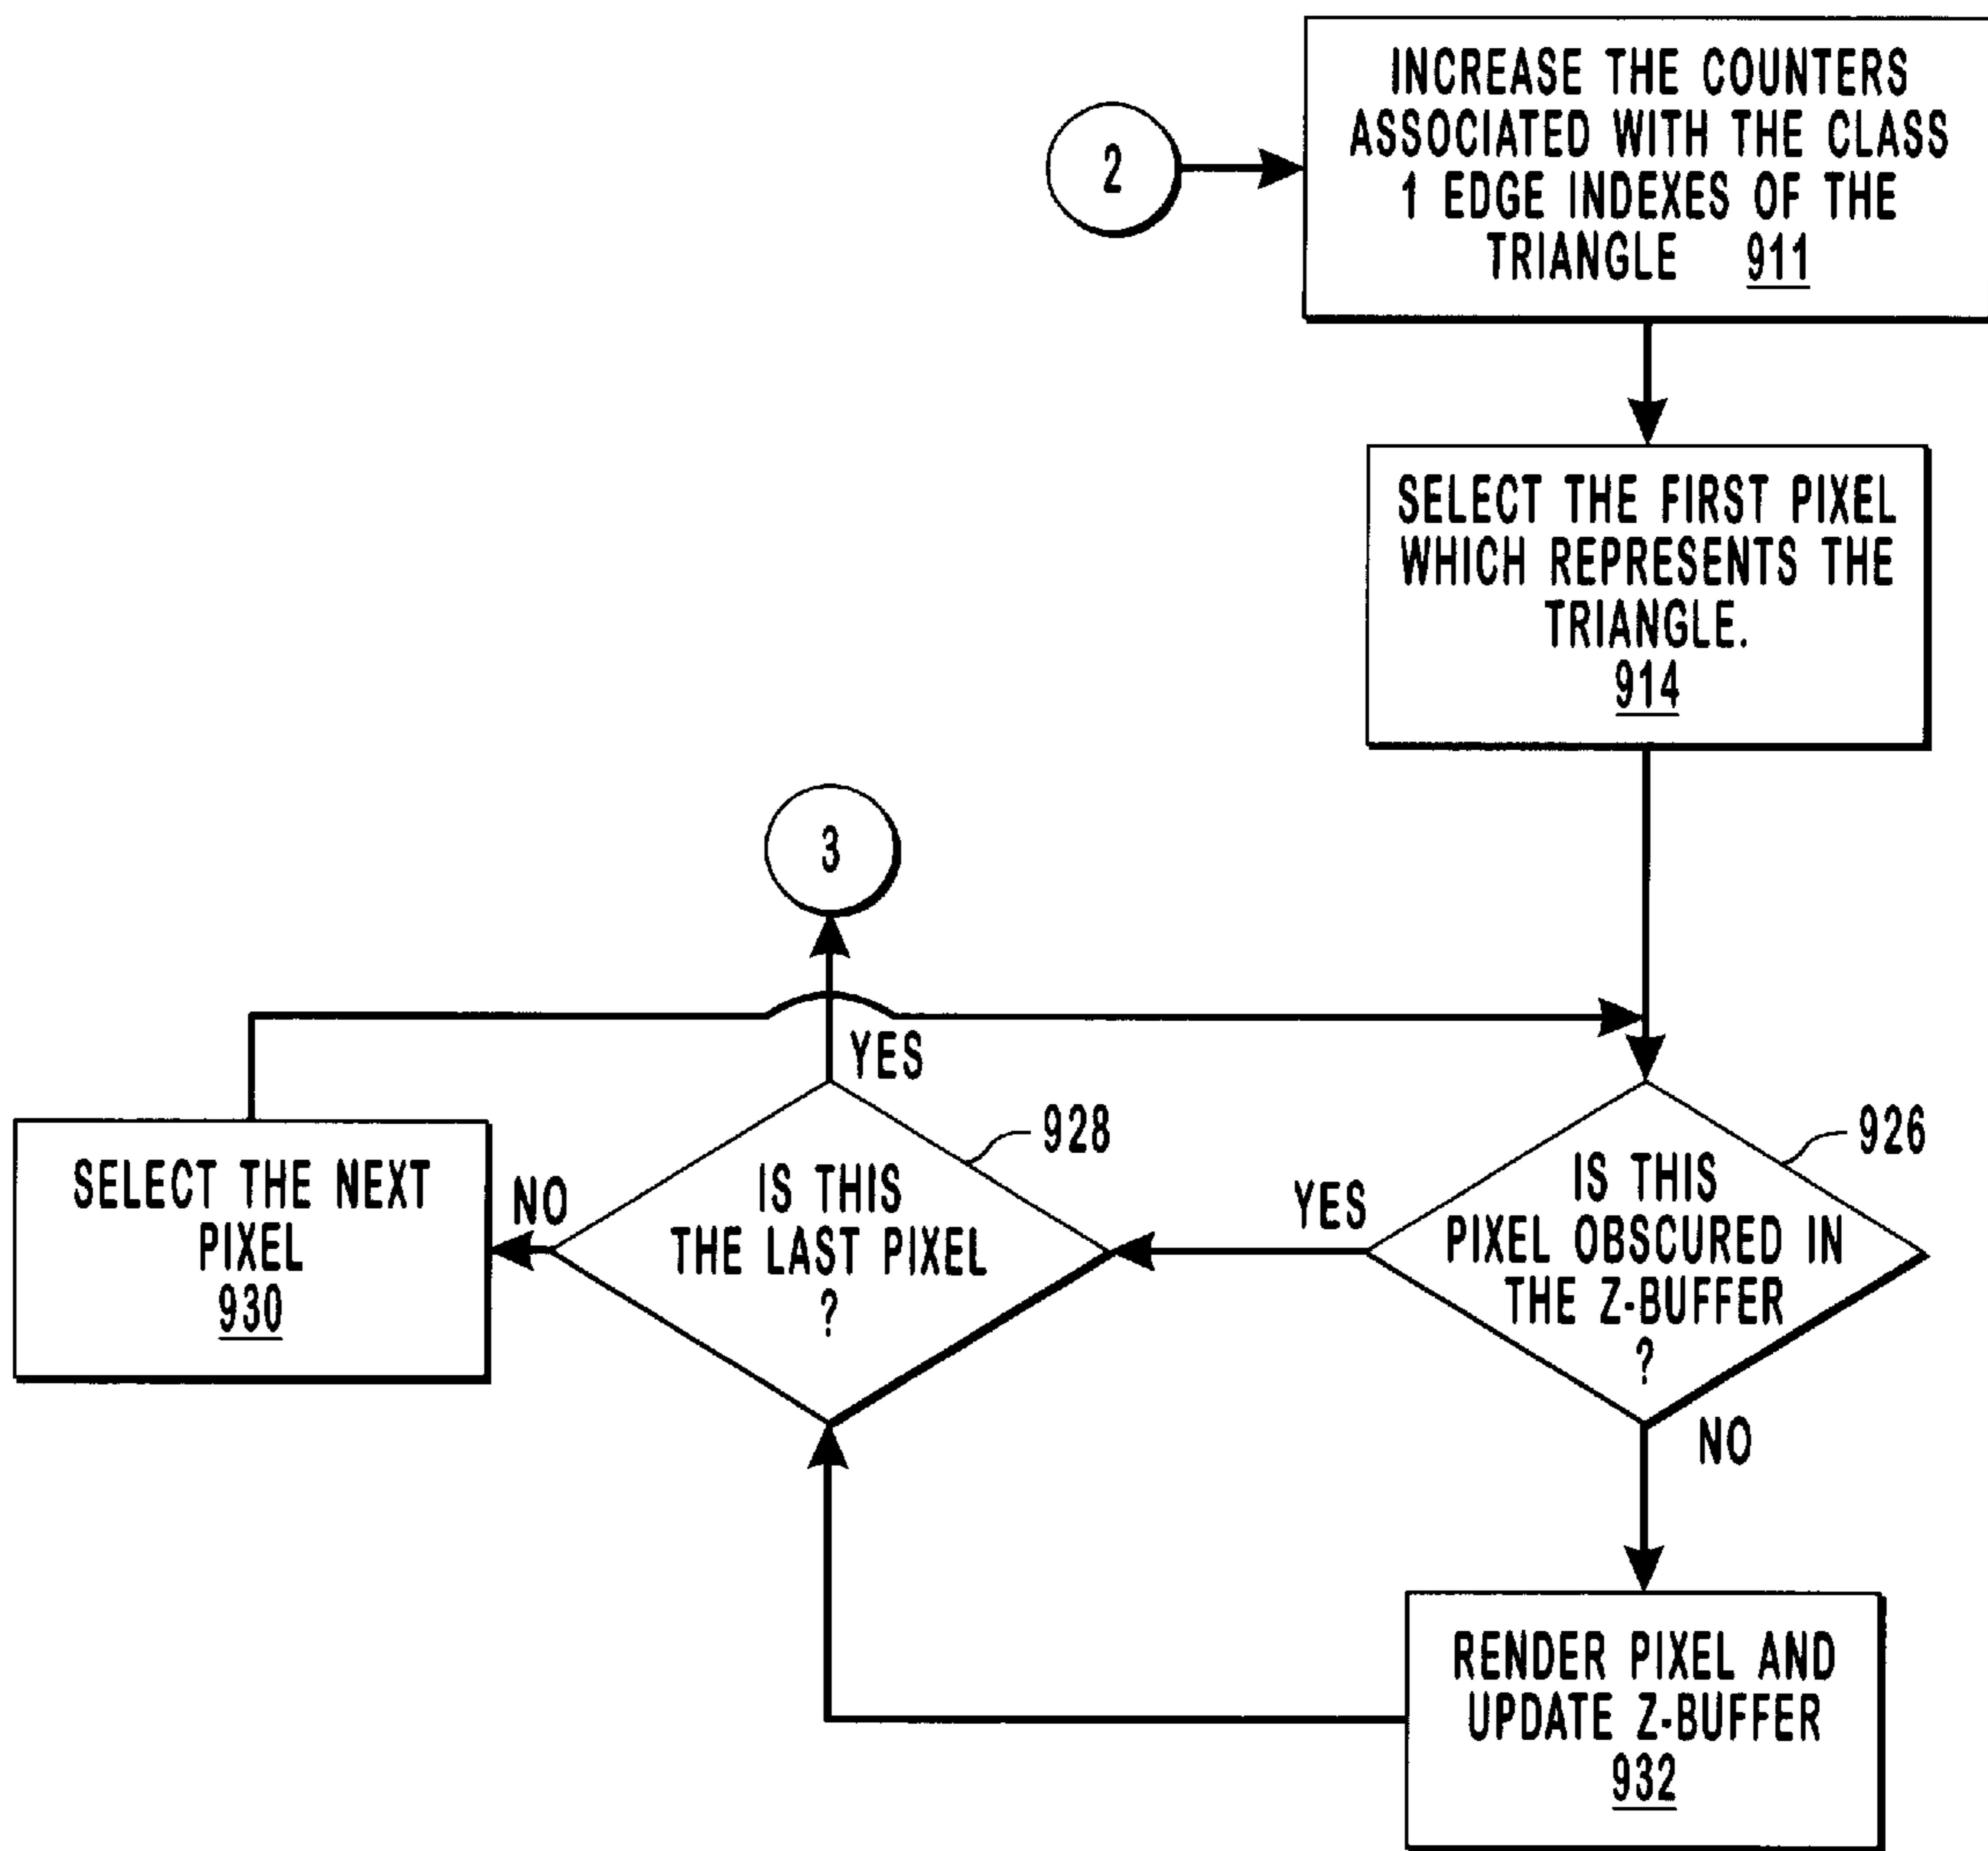 INCREASE THE COUNTERS
ASSOCIATED WITH THE CLASS
1 EDGE INDEXES OF THE
TRIANGLE 911
2
SELECT THE FIRST PIXEL
WHICH REPRESENTS THE
TRIANGLE.
914
3
YES
928
926
SELECT THE NEXT
PIXEL
930
NO
IS THIS
THE LAST PIXEL
?
YES
IS THIS
PIXEL OBSCURED IN
THE Z-BUFFER
?
NO
RENDER PIXEL AND
UPDATE Z-BUFFER
932